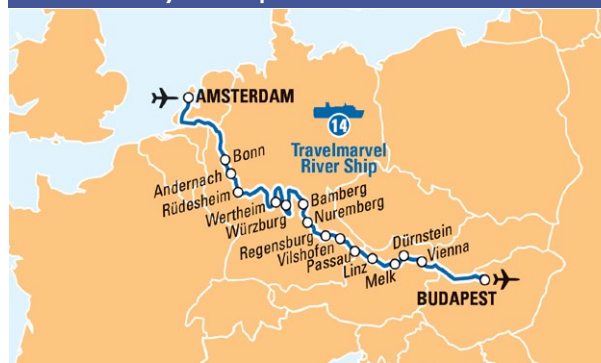 AMSTERDAM
14
Travelmarvel
River Ship
Bonn
Andernach
Rüdesheim
Bamberg
Wertheim
Nuremberg
Würzburg
Regensburg
Dürnstein
Vilshofen
Vienna
Passau
Linz
Melk
BUDAPEST